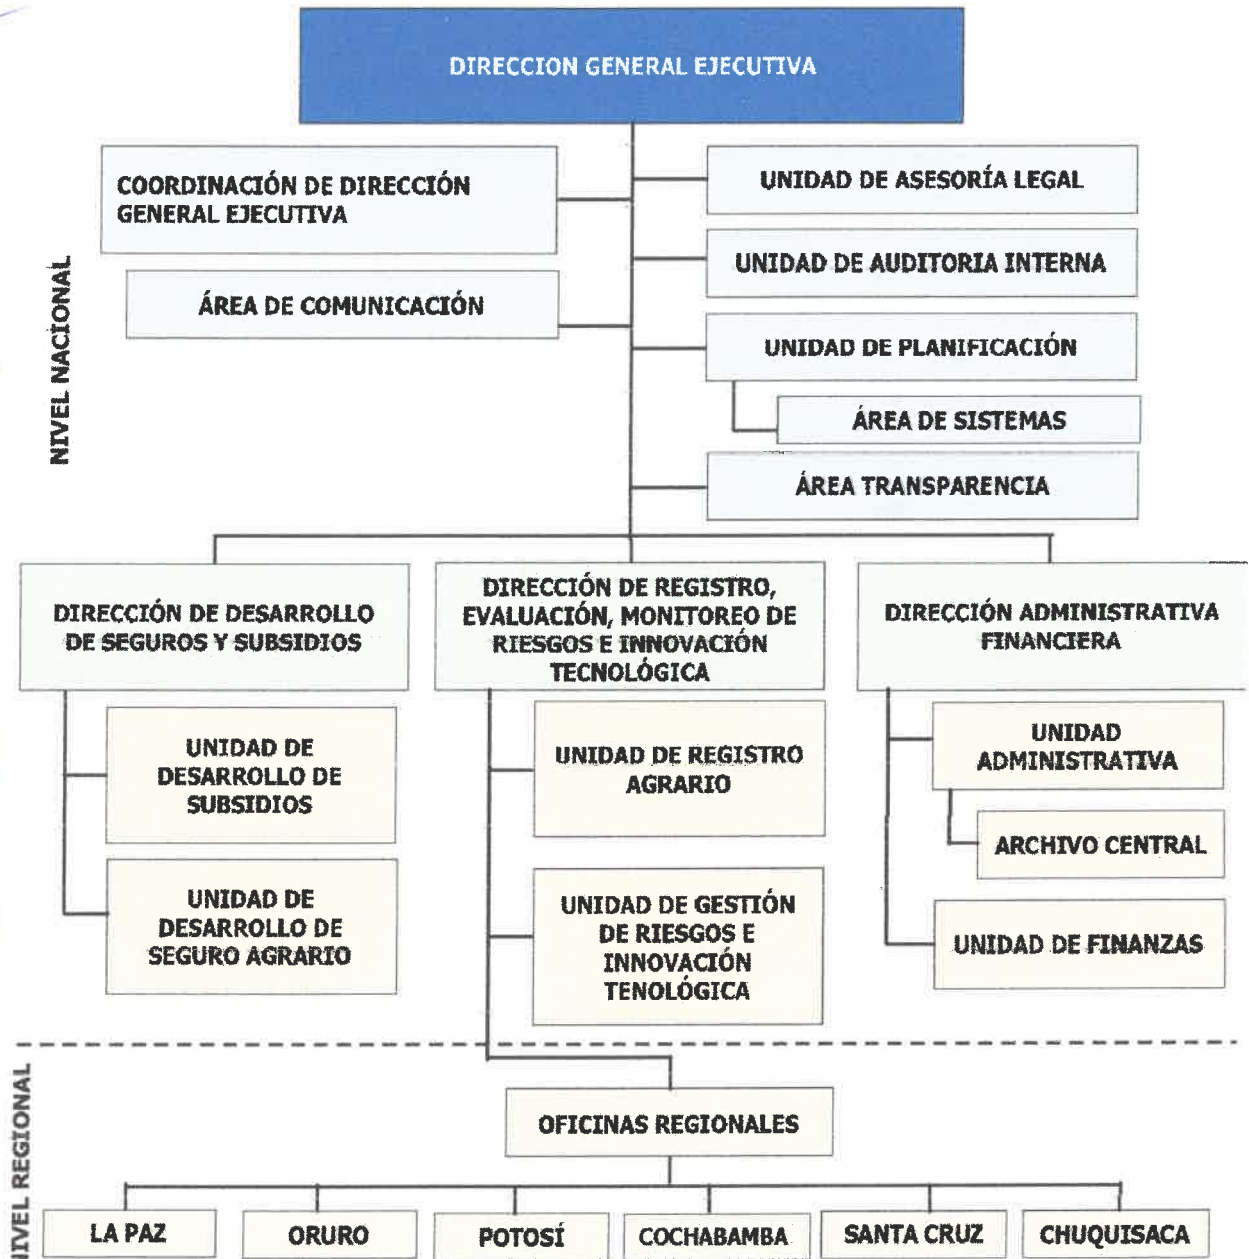 DIRECCION GENERAL EJECUTIVA
NIVEL NACIONAL
COORDINACIÓN DE DIRECCIÓN
GENERAL EJECUTIVA
ÁREA DE COMUNICACIÓN
UNIDAD DE ASESORÍA LEGAL
UNIDAD DE AUDITORIA INTERNA
UNIDAD DE PLANIFICACIÓN
ÁREA DE SISTEMAS
ÁREA TRANSPARENCIA
DIRECCIÓN DE DESARROLLO
DE SEGUROS Y SUBSIDIOS
UNIDAD DE
DESARROLLO DE
SUBSIDIOS
UNIDAD DE
DESARROLLO DE
SEGURO AGRARIO
DIRECCIÓN DE REGISTRO,
EVALUACIÓN, MONITOREO DE
RIESGOS E INNOVACIÓN
TECNOLÓGICA
UNIDAD DE REGISTRO
AGRARIO
UNIDAD DE GESTIÓN
DE RIESGOS E
INNOVACIÓN
TENOLÓGICA
DIRECCIÓN ADMINISTRATIVA
FINANCIERA
UNIDAD
ADMINISTRATIVA
ARCHIVO CENTRAL
UNIDAD DE FINANZAS
NIVEL REGIONAL
OFICINAS REGIONALES
LA PAZ
ORURO
POTOSÍ
COCHABAMBA
SANTA CRUZ
CHUQUISACA